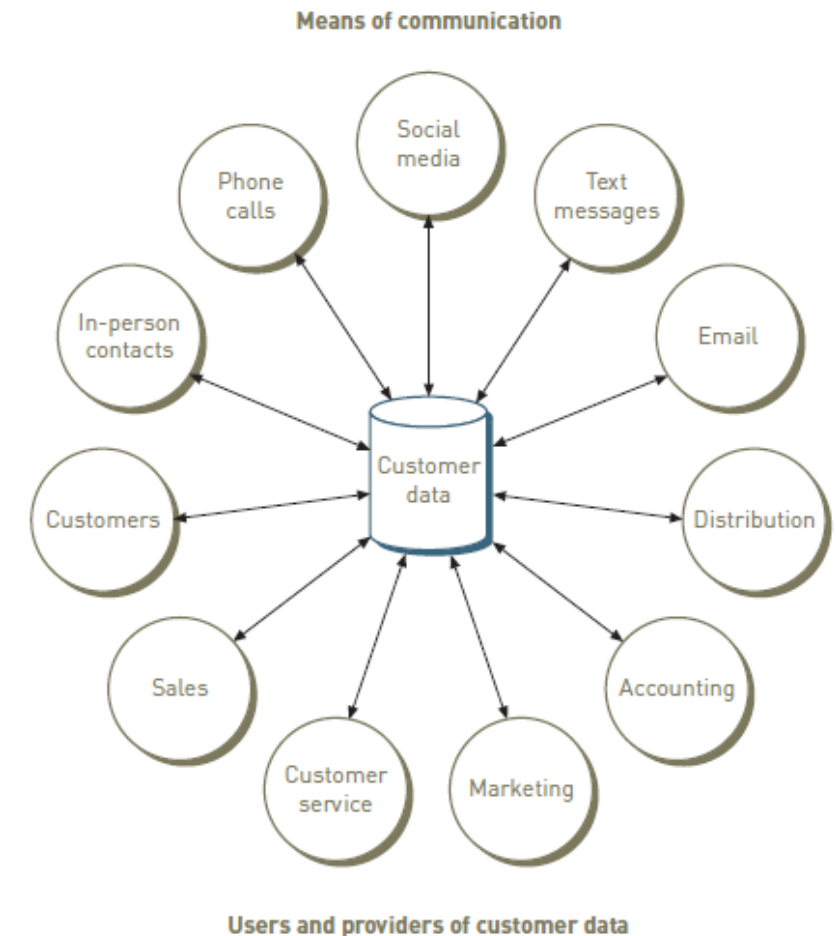 Means of communication
Social
media
Phone
calls
Text
messages
In-person
contacts
Email
Customer
data
Customers
Distribution
Sales
Accounting
Customer
service
Marketing
Users and providers of customer data